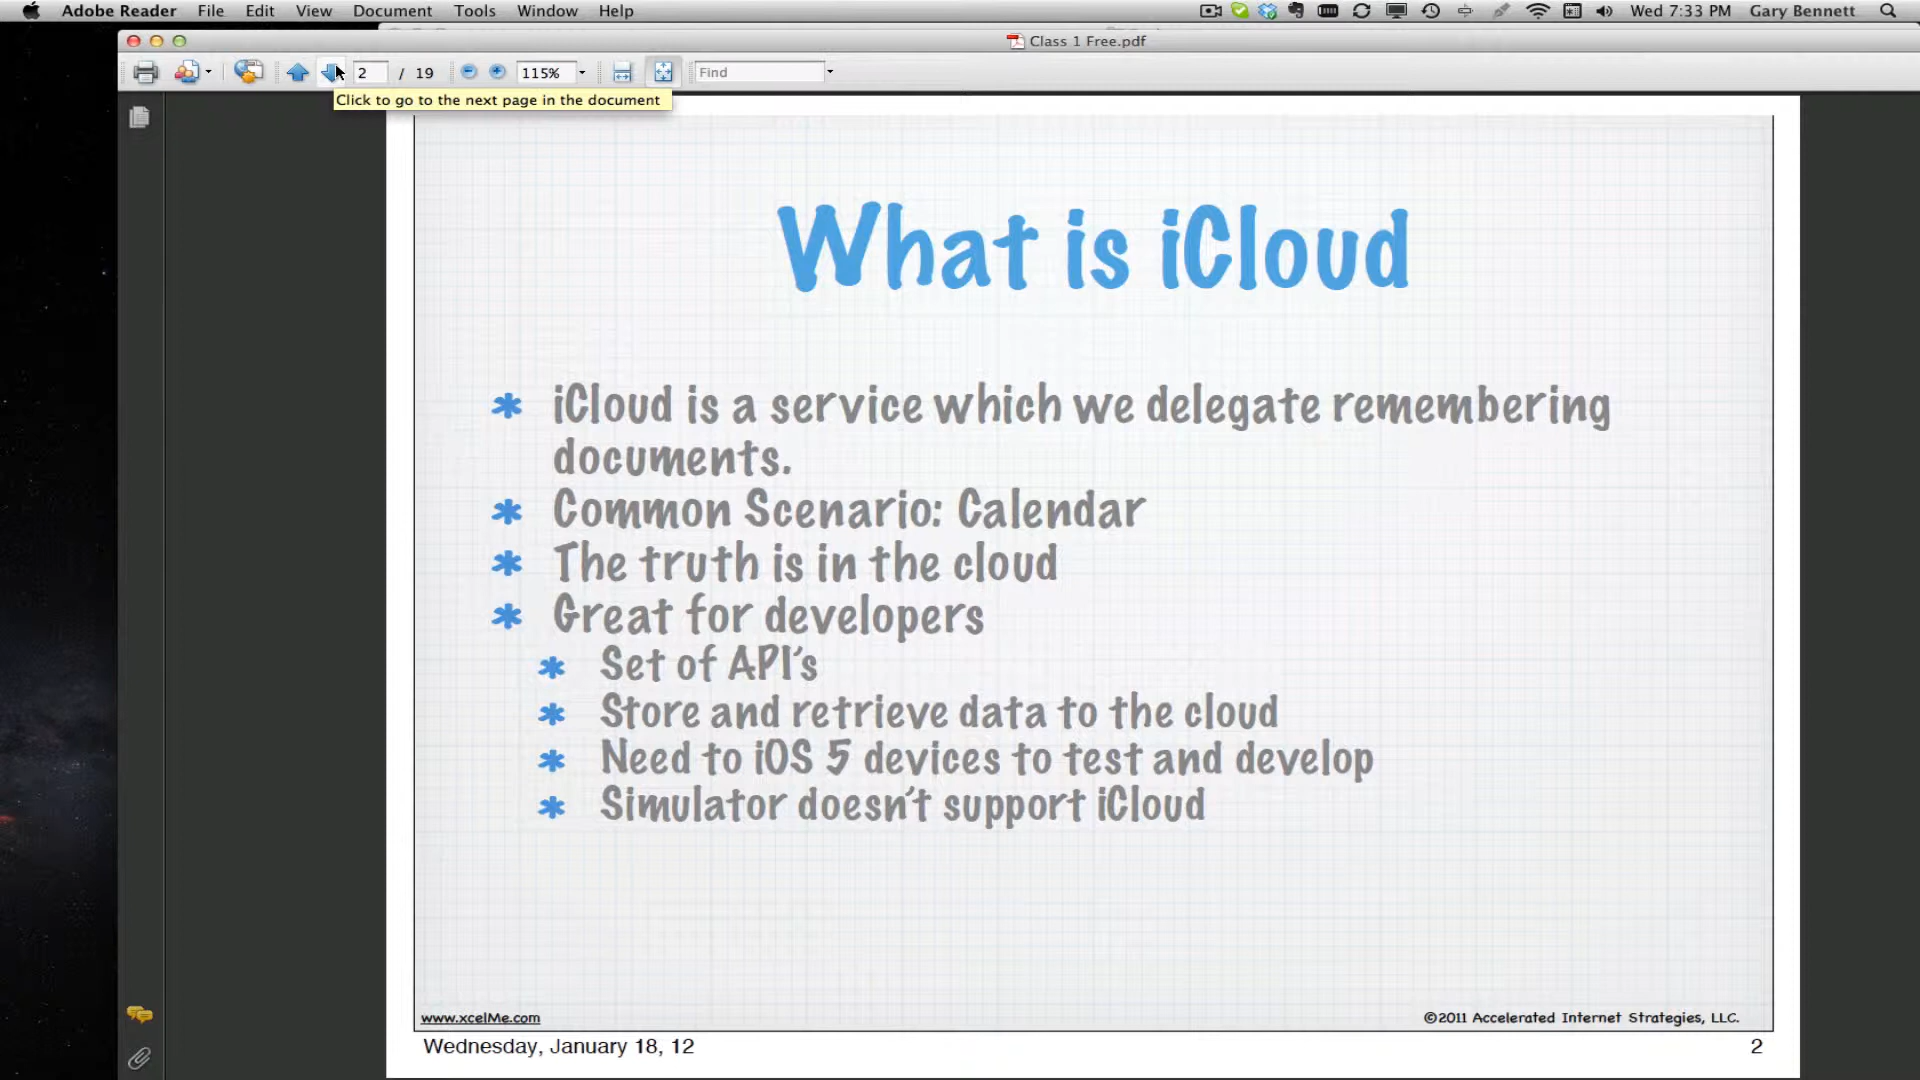 Adobe Reader File Edit View Document Tools Window Help Wed 7:33 PM Gary Bennett
Class 1 Free.pdf
2 / 19 115% Find
Click to go to the next page in the document
What is iCloud
iCloud is a service which we delegate remembering
documents.
Common Scenario: Calendar
The truth is in the cloud
Great for developers
Set of API's
Store and retrieve data to the cloud
Need to iOS 5 devices to test and develop
Simulator doesn't support iCloud
www.xcelMe.com ©2011 Accelerated Internet Strategies, LLC.
Wednesday, January 18, 12 2